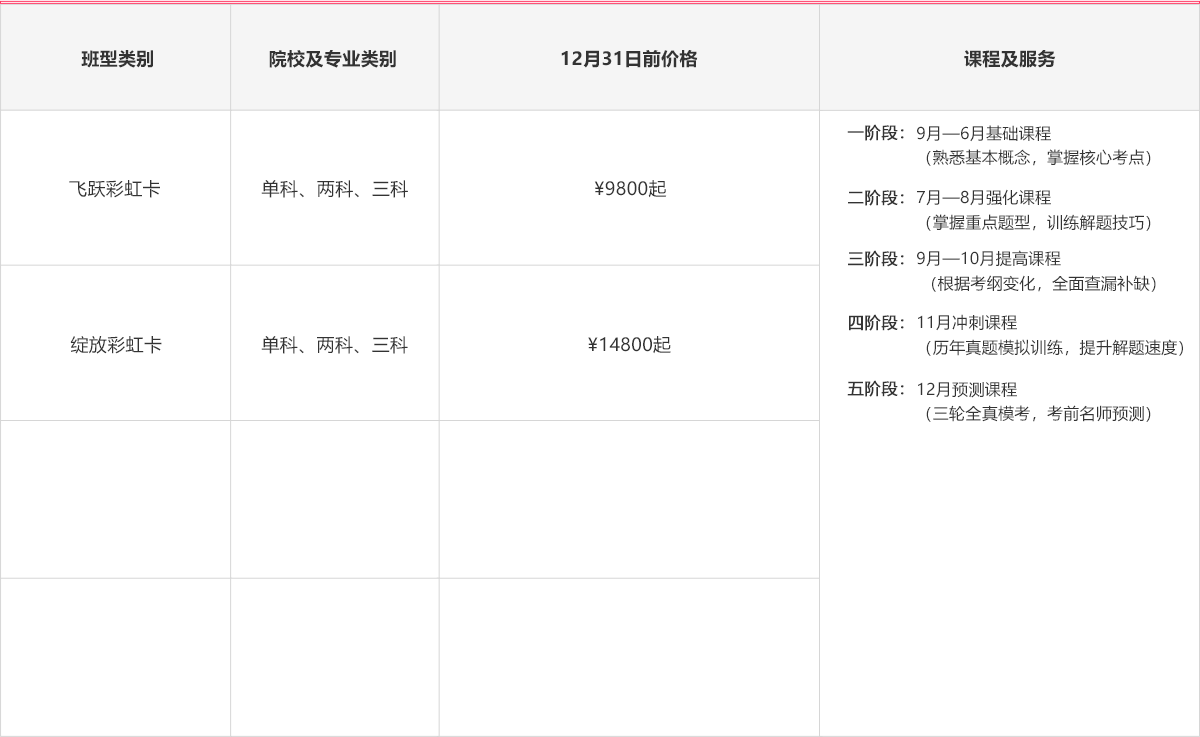 班型类别
院校及专业类别
12月31日前价格
课程及服务
飞跃彩虹卡
单科、两科、三科
¥9800起
绽放彩虹卡
单科、两科、三科
¥14800起
一阶段：9月—6月基础课程
（熟悉基本概念，掌握核心考点）
二阶段：7月—8月强化课程
（掌握重点题型，训练解题技巧）
三阶段：9月—10月提高课程
（根据考纲变化，全面查漏补缺）
四阶段：11月冲刺课程
（历年真题模拟训练，提升解题速度）
五阶段：12月预测课程
（三轮全真模考，考前名师预测）